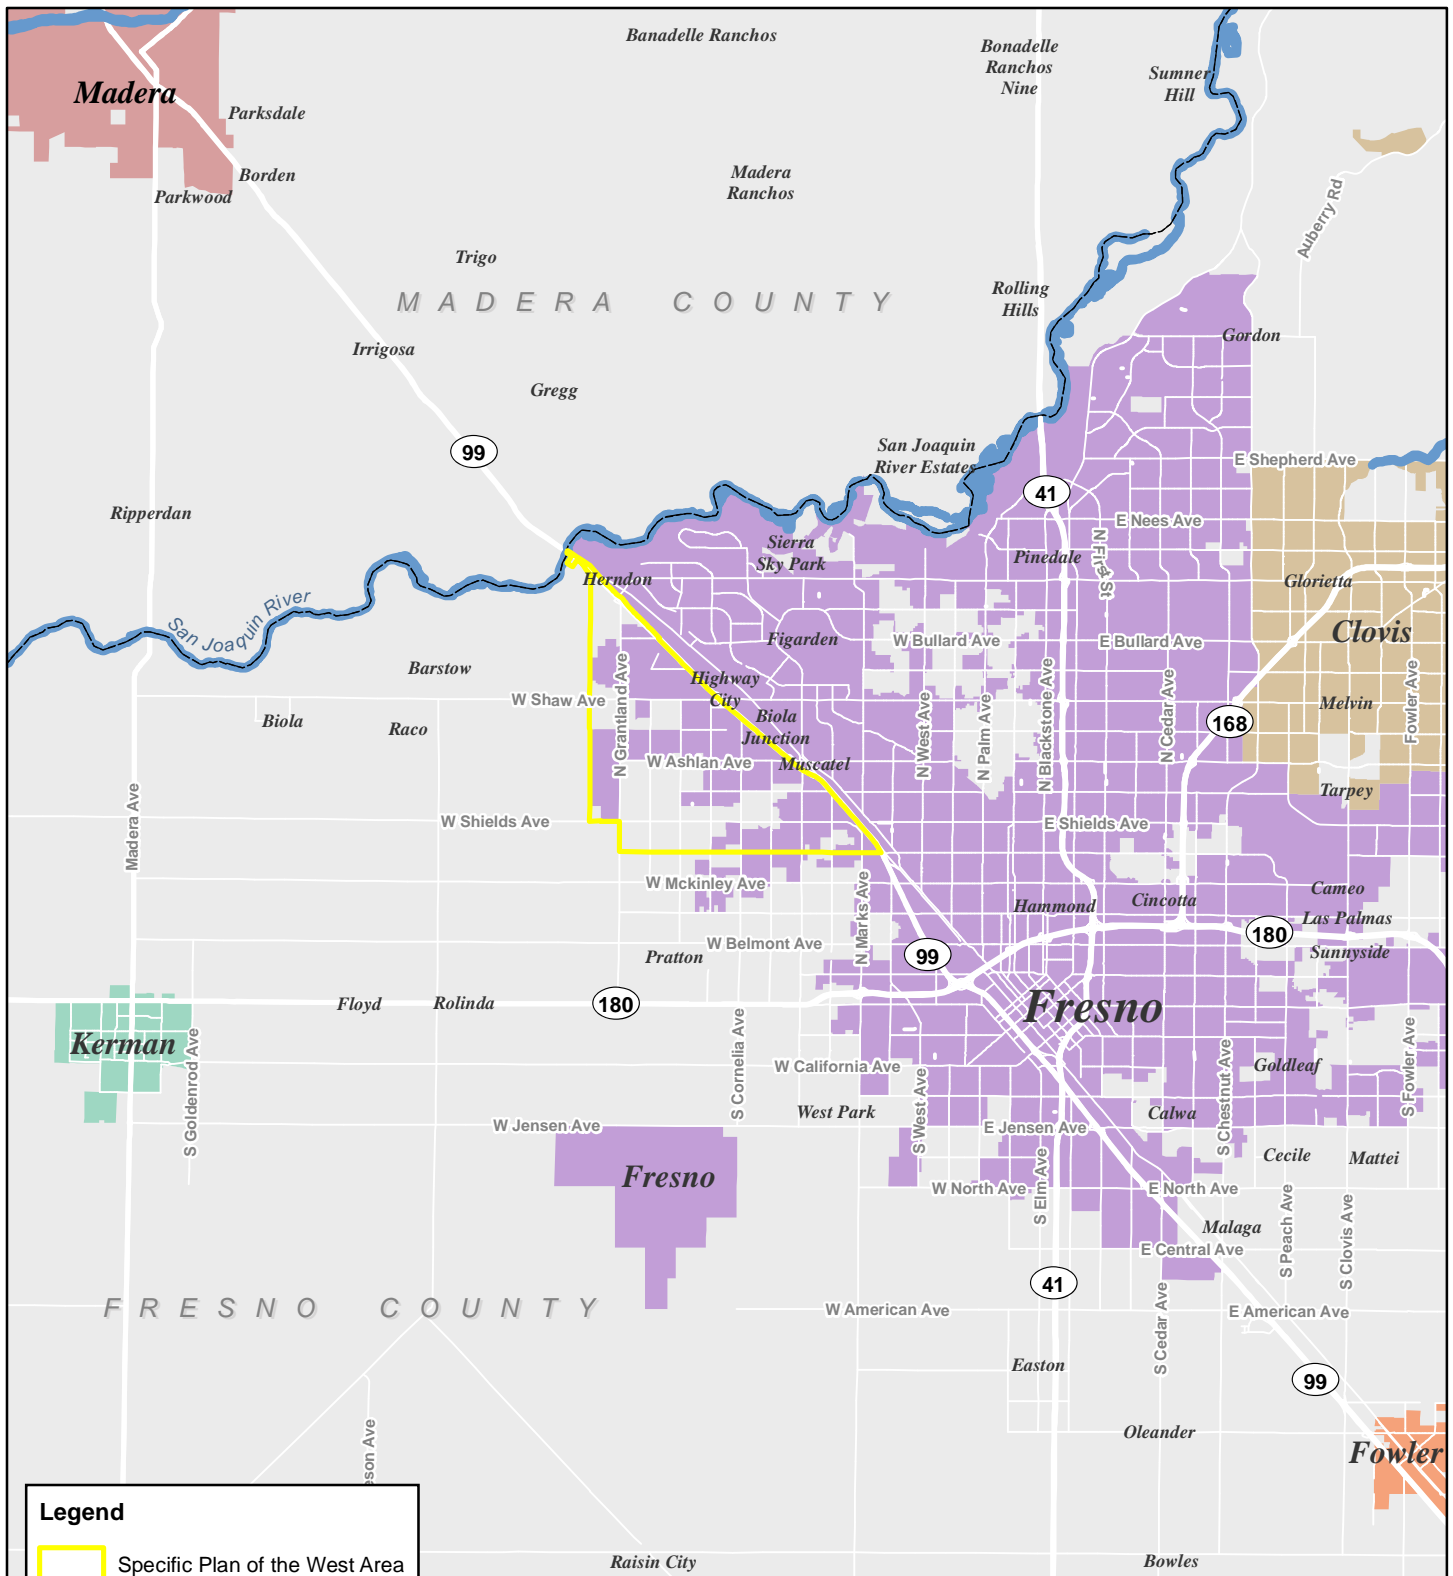 Banadelle Ranchos
Bonadelle
Ranchos
Nine
Sumner
Hill
Madera
Parksdale
Borden
Parkwood
Madera
Ranchos
Auberry Rd
Trigo
MADERA COUNTY
Rolling
Hills
Gordon
Irrigosa
Gregg
99
San Joaquin
River Estates
E Shepherd Ave
41
Ripperdan
E Nees Ave
N First St
Sierra
Sky Park
Pinedale
Herndon
Glorietta
San Joaquin River
Figarden
W Bullard Ave
E Bullard Ave
Clovis
Barstow
Highway
City
W Shaw Ave
N Grantland Ave
Biola
Raco
Biola
Junction
N West Ave
N Palm Ave
N Blackstone Ave
N Cedar Ave
168
Melvin
Fowler Ave
W Ashlan Ave
Muscatel
Tarpey
Madera Ave
W Shields Ave
E Shields Ave
W Mckinley Ave
N Marks Ave
Hammond
Cincotta
Cameo
Las Palmas
180
Sunnyside
W Belmont Ave
Pratton
99
Floyd
Rolinda
180
Fresno
Kerman
S Goldenrod Ave
S Cornelia Ave
W California Ave
S West Ave
S Chestnut Ave
Goldleaf
S Fowler Ave
West Park
Calwa
W Jensen Ave
E Jensen Ave
Cecile
Mattei
Fresno
W North Ave
S Elm Ave
E North Ave
Malaga
S Peach Ave
S Clovis Ave
E Central Ave
41
FRESNO COUNTY
W American Ave
E American Ave
S Cedar Ave
Easton
99
Oleander
Fowler
eson Ave
Legend
Specific Plan of the West Area
Raisin City
Bowles